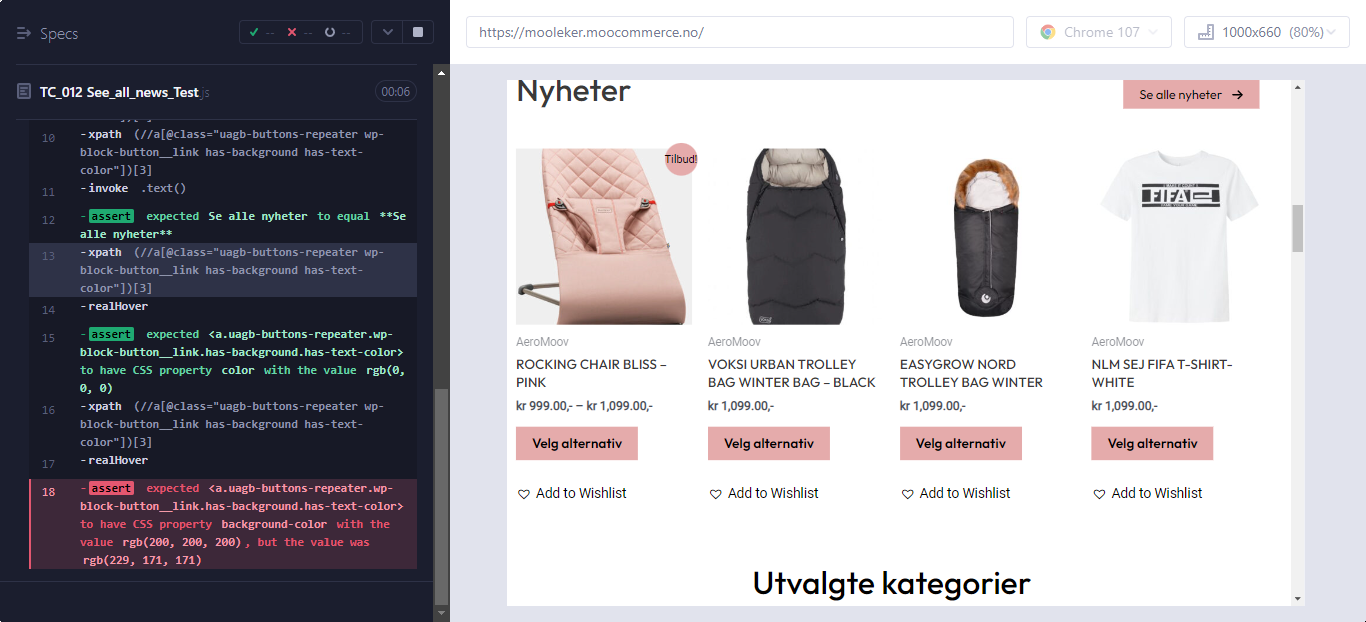 Specs
-- -- --
TC_012 See_all_news_Test.js
00:06
10 -xpath (//a[@class="uagb-buttons-repeater wp-
block-button__link has-background has-text-
color"])[3]
11 -invoke .text()
12 -assert expected Se alle nyheter to equal **Se
alle nyheter**
13 -xpath (//a[@class="uagb-buttons-repeater wp-
block-button__link has-background has-text-
color"])[3]
14 -realHover
15 -assert expected <a.uagb-buttons-repeater.wp-
block-button__link.has-background.has-text-color>
to have CSS property color with the value rgb(0,
0, 0)
16 -xpath (//a[@class="uagb-buttons-repeater wp-
block-button__link has-background has-text-
color"])[3]
17 -realHover
18 -assert expected <a.uagb-buttons-repeater.wp-
block-button__link.has-background.has-text-color>
to have CSS property background-color with the
value rgb(200, 200, 200), but the value was
rgb(229, 171, 171)
https://mooleker.moocommerce.no/
Chrome 107
1000x660 (80%)
Nyheter
Se alle nyheter →
Tilbud!
FIFA
AeroMoov
ROCKING CHAIR BLISS –
PINK
kr 999.00,- – kr 1,099.00,-
Velg alternativ
Add to Wishlist
AeroMoov
VOKSI URBAN TROLLEY
BAG WINTER BAG – BLACK
kr 1,099.00,-
Velg alternativ
Add to Wishlist
AeroMoov
EASYGROW NORD
TROLLEY BAG WINTER
kr 1,099.00,-
Velg alternativ
Add to Wishlist
AeroMoov
NLM SEJ FIFA T-SHIRT-
WHITE
kr 1,099.00,-
Velg alternativ
Add to Wishlist
Utvalgte kategorier